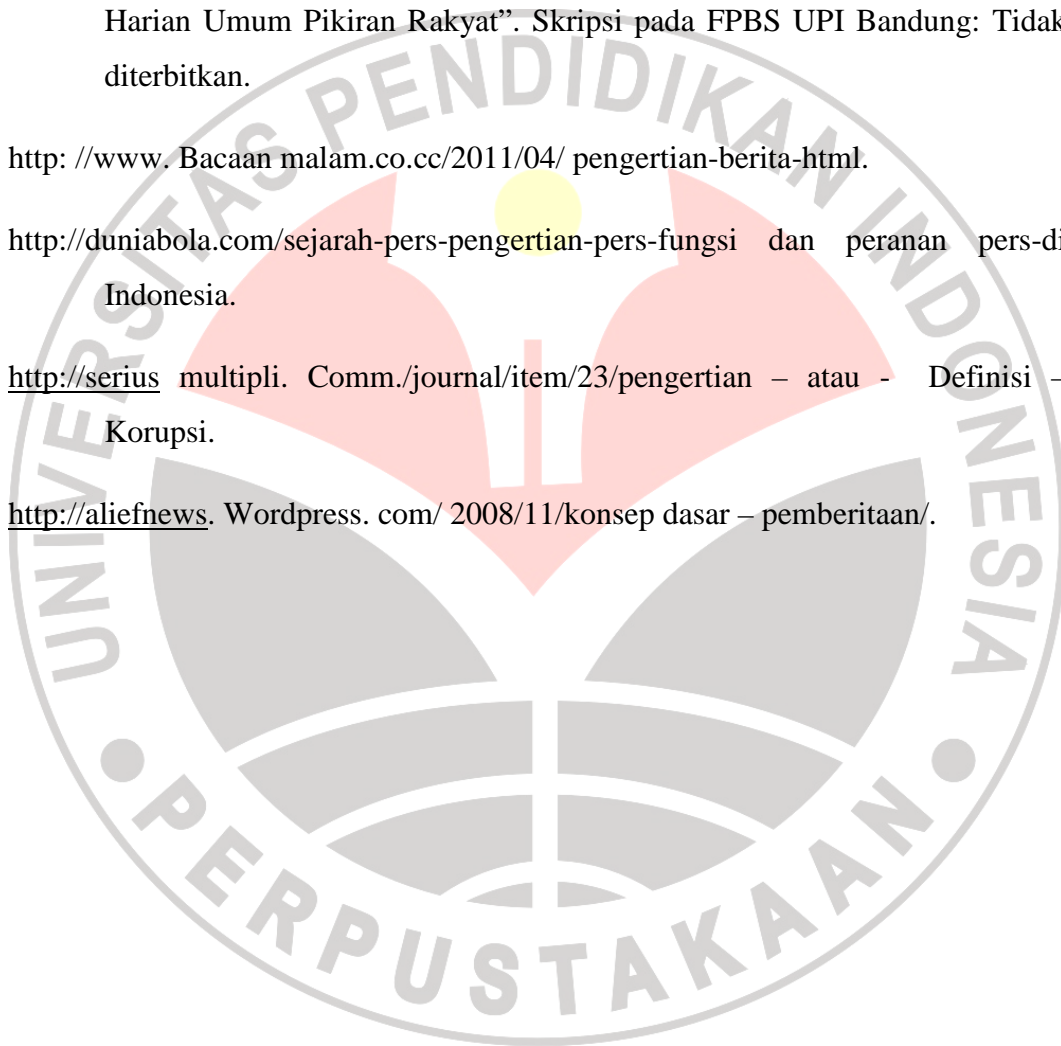 Harian Umum Pikiran Rakyat”. Skripsi pada FPBS UPI Bandung: Tidak
diterbitkan.
http: //www. Bacaan malam.co.cc/2011/04/ pengertian-berita-html.
http://duniabola.com/sejarah-pers-pengertian-pers-fungsi dan peranan pers-di
Indonesia.
http://serius multipli. Comm./journal/item/23/pengertian – atau - Definisi –
Korupsi.
http://aliefnews. Wordpress. com/ 2008/11/konsep dasar – pemberitaan/.
UNIVERSITAS PENDIDIKAN INDONESIA
PERPUSTAKAAN